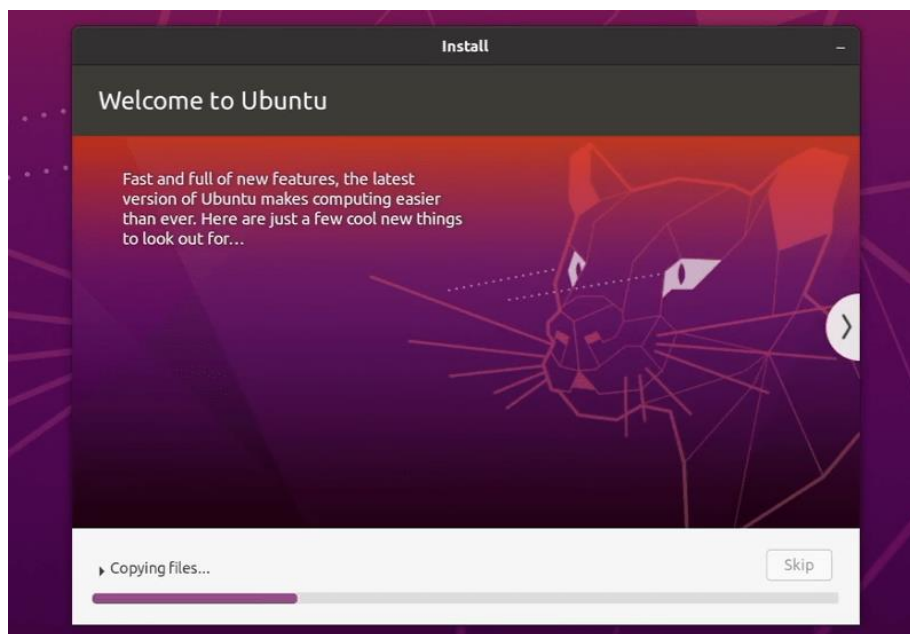 Install
Welcome to Ubuntu
Fast and full of new features, the latest
version of Ubuntu makes computing easier
than ever. Here are just a few cool new things
to look out for...
Copying files...
Skip